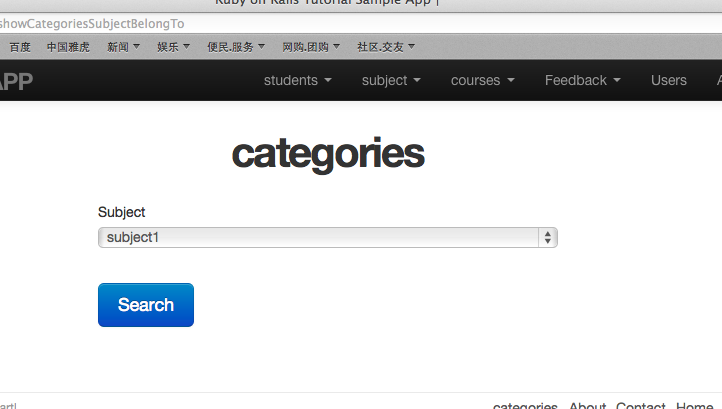 Ruby on Rails Tutorial Sample App |
showCategoriesSubjectBelongTo
百度 中国雅虎 新闻 娱乐 便民.服务 网购.团购 社区.交友
APP students subject courses Feedback Users
categories
Subject
subject1
Search
categories About Contact Home